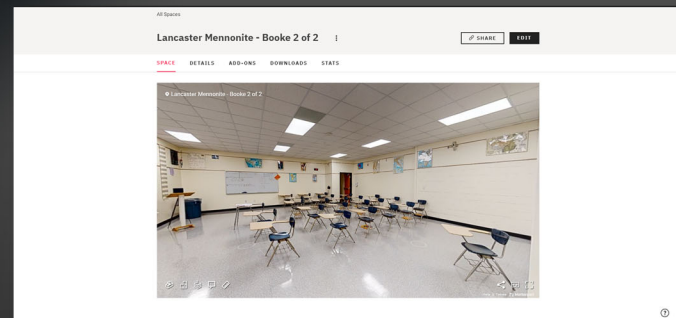 All Spaces
Lancaster Mennonite - Booke 2 of 2
SHARE
EDIT
SPACE
DETAILS
ADD-ONS
DOWNLOADS
STATS
Lancaster Mennonite - Booke 2 of 2